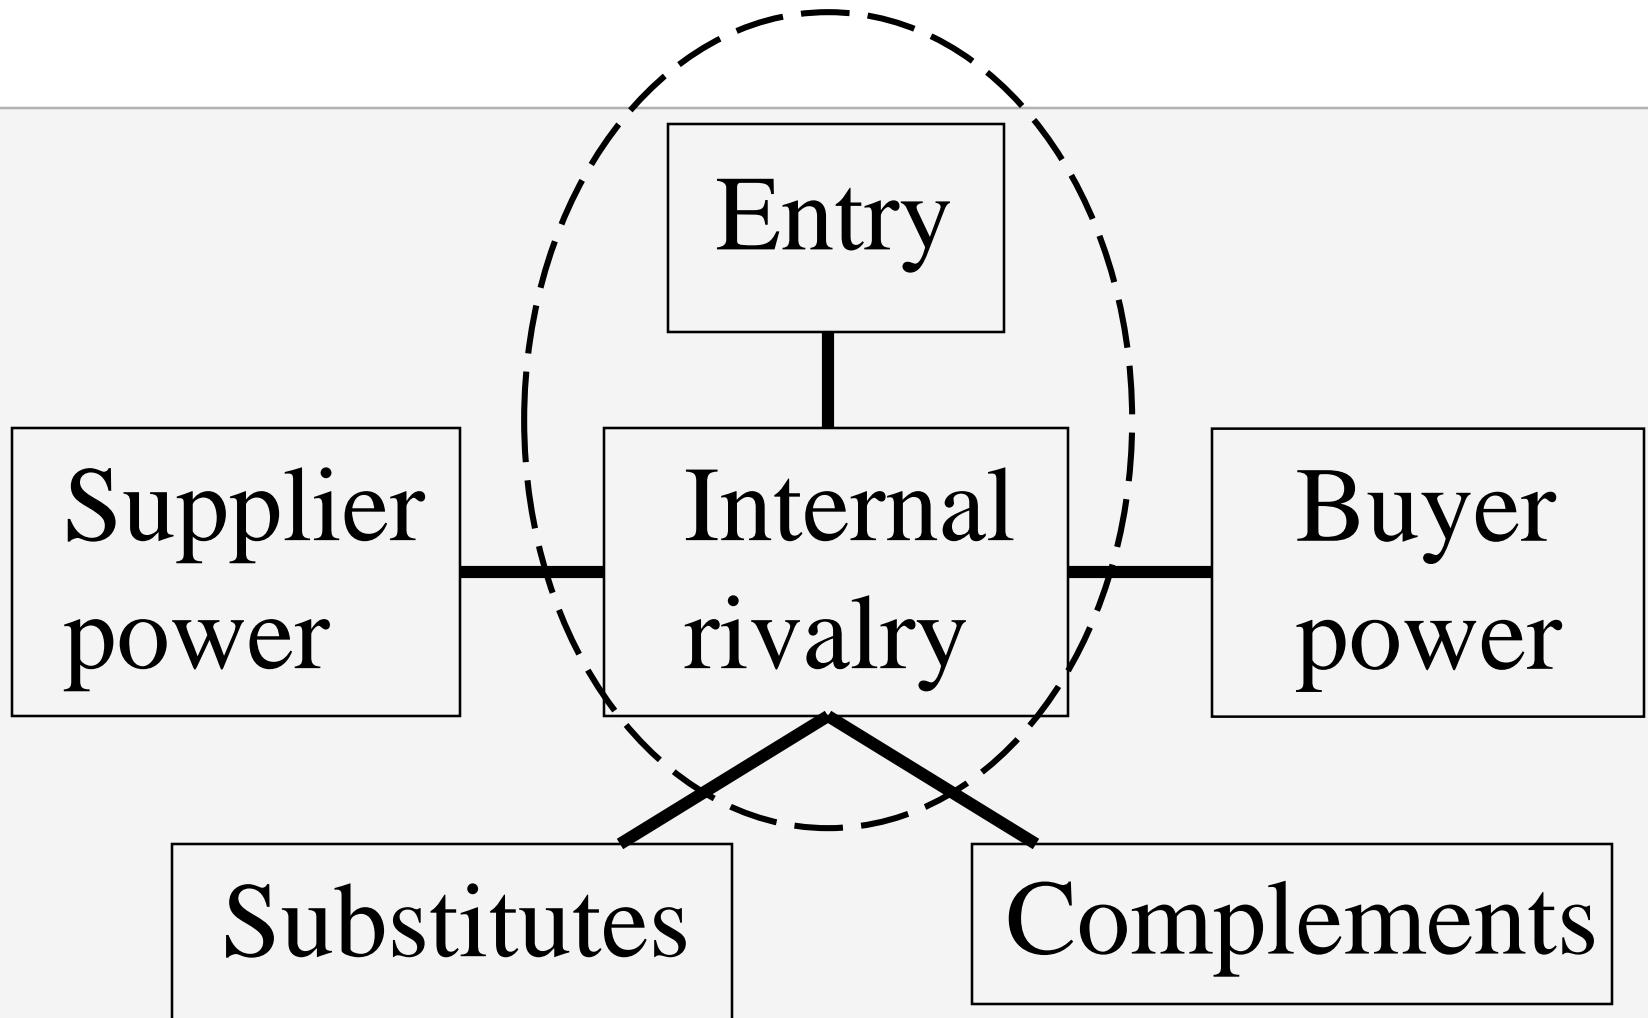 Entry
Supplier
power
Internal
rivalry
Buyer
power
Substitutes
Complements